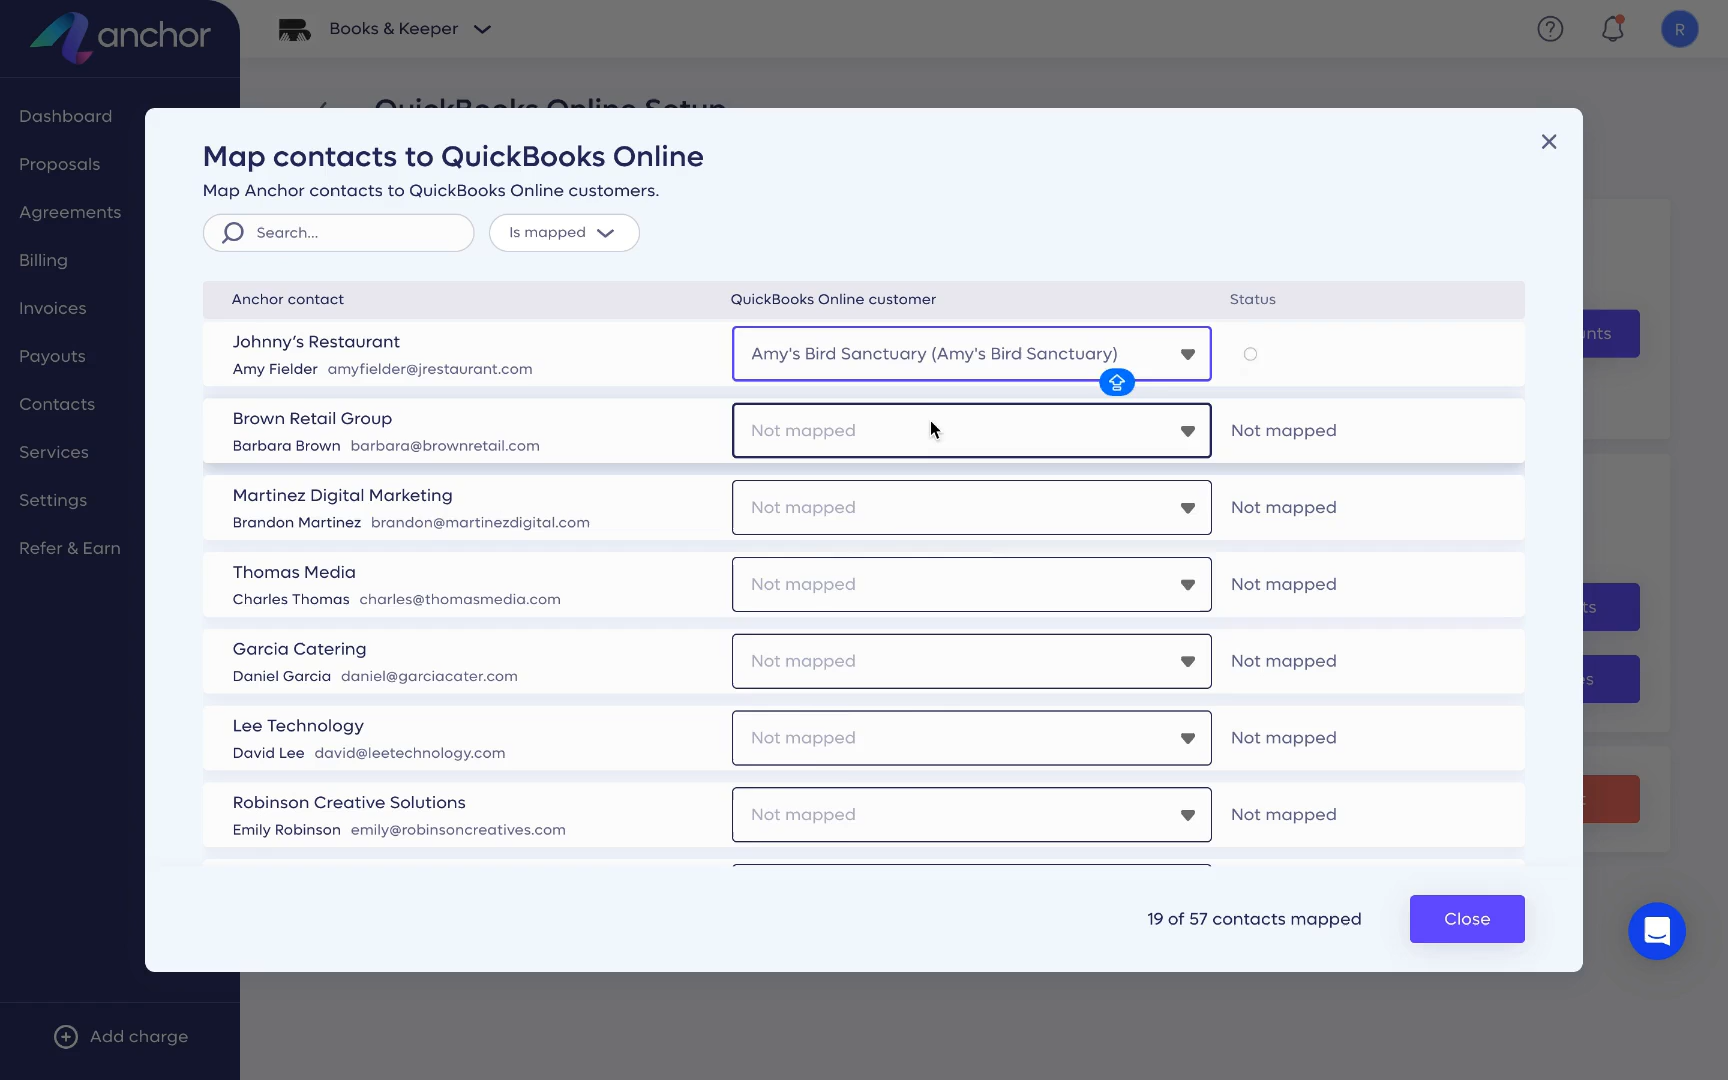 anchor
Books & Keeper
R
Dashboard
Proposals
Agreements
Billing
Invoices
Payouts
Contacts
Services
Settings
Refer & Earn
Add charge
QuickBooks Online Setup
Map contacts to QuickBooks Online
Map Anchor contacts to QuickBooks Online customers.
Search...
Is mapped
Anchor contact QuickBooks Online customer Status
Johnny's Restaurant
Amy Fielder amyfielder@jrestaurant.com
Amy's Bird Sanctuary (Amy's Bird Sanctuary)
Brown Retail Group
Barbara Brown barbara@brownretail.com
Not mapped Not mapped
Martinez Digital Marketing
Brandon Martinez brandon@martinezdigital.com
Not mapped Not mapped
Thomas Media
Charles Thomas charles@thomasmedia.com
Not mapped Not mapped
Garcia Catering
Daniel Garcia daniel@garciacater.com
Not mapped Not mapped
Lee Technology
David Lee david@leetechnology.com
Not mapped Not mapped
Robinson Creative Solutions
Emily Robinson emily@robinsoncreatives.com
Not mapped Not mapped
19 of 57 contacts mapped
Close